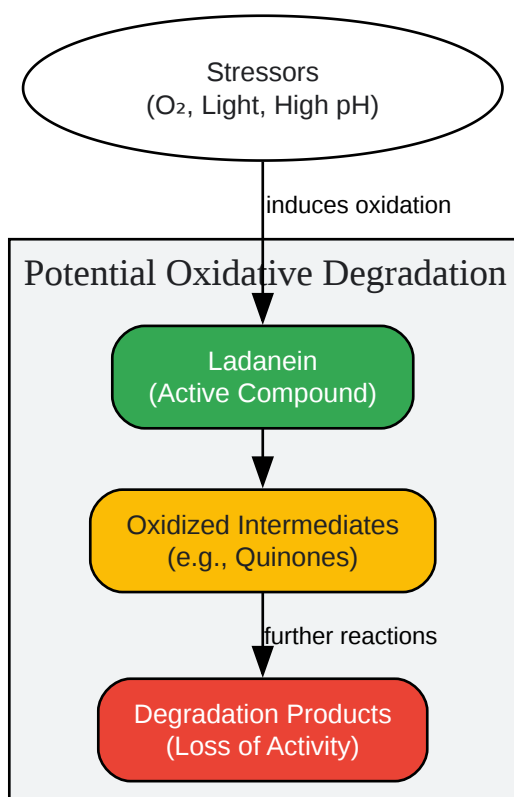 Stressors
(O₂, Light, High pH)
induces oxidation
Potential Oxidative Degradation
Ladanein
(Active Compound)
Oxidized Intermediates
(e.g., Quinones)
further reactions
Degradation Products
(Loss of Activity)